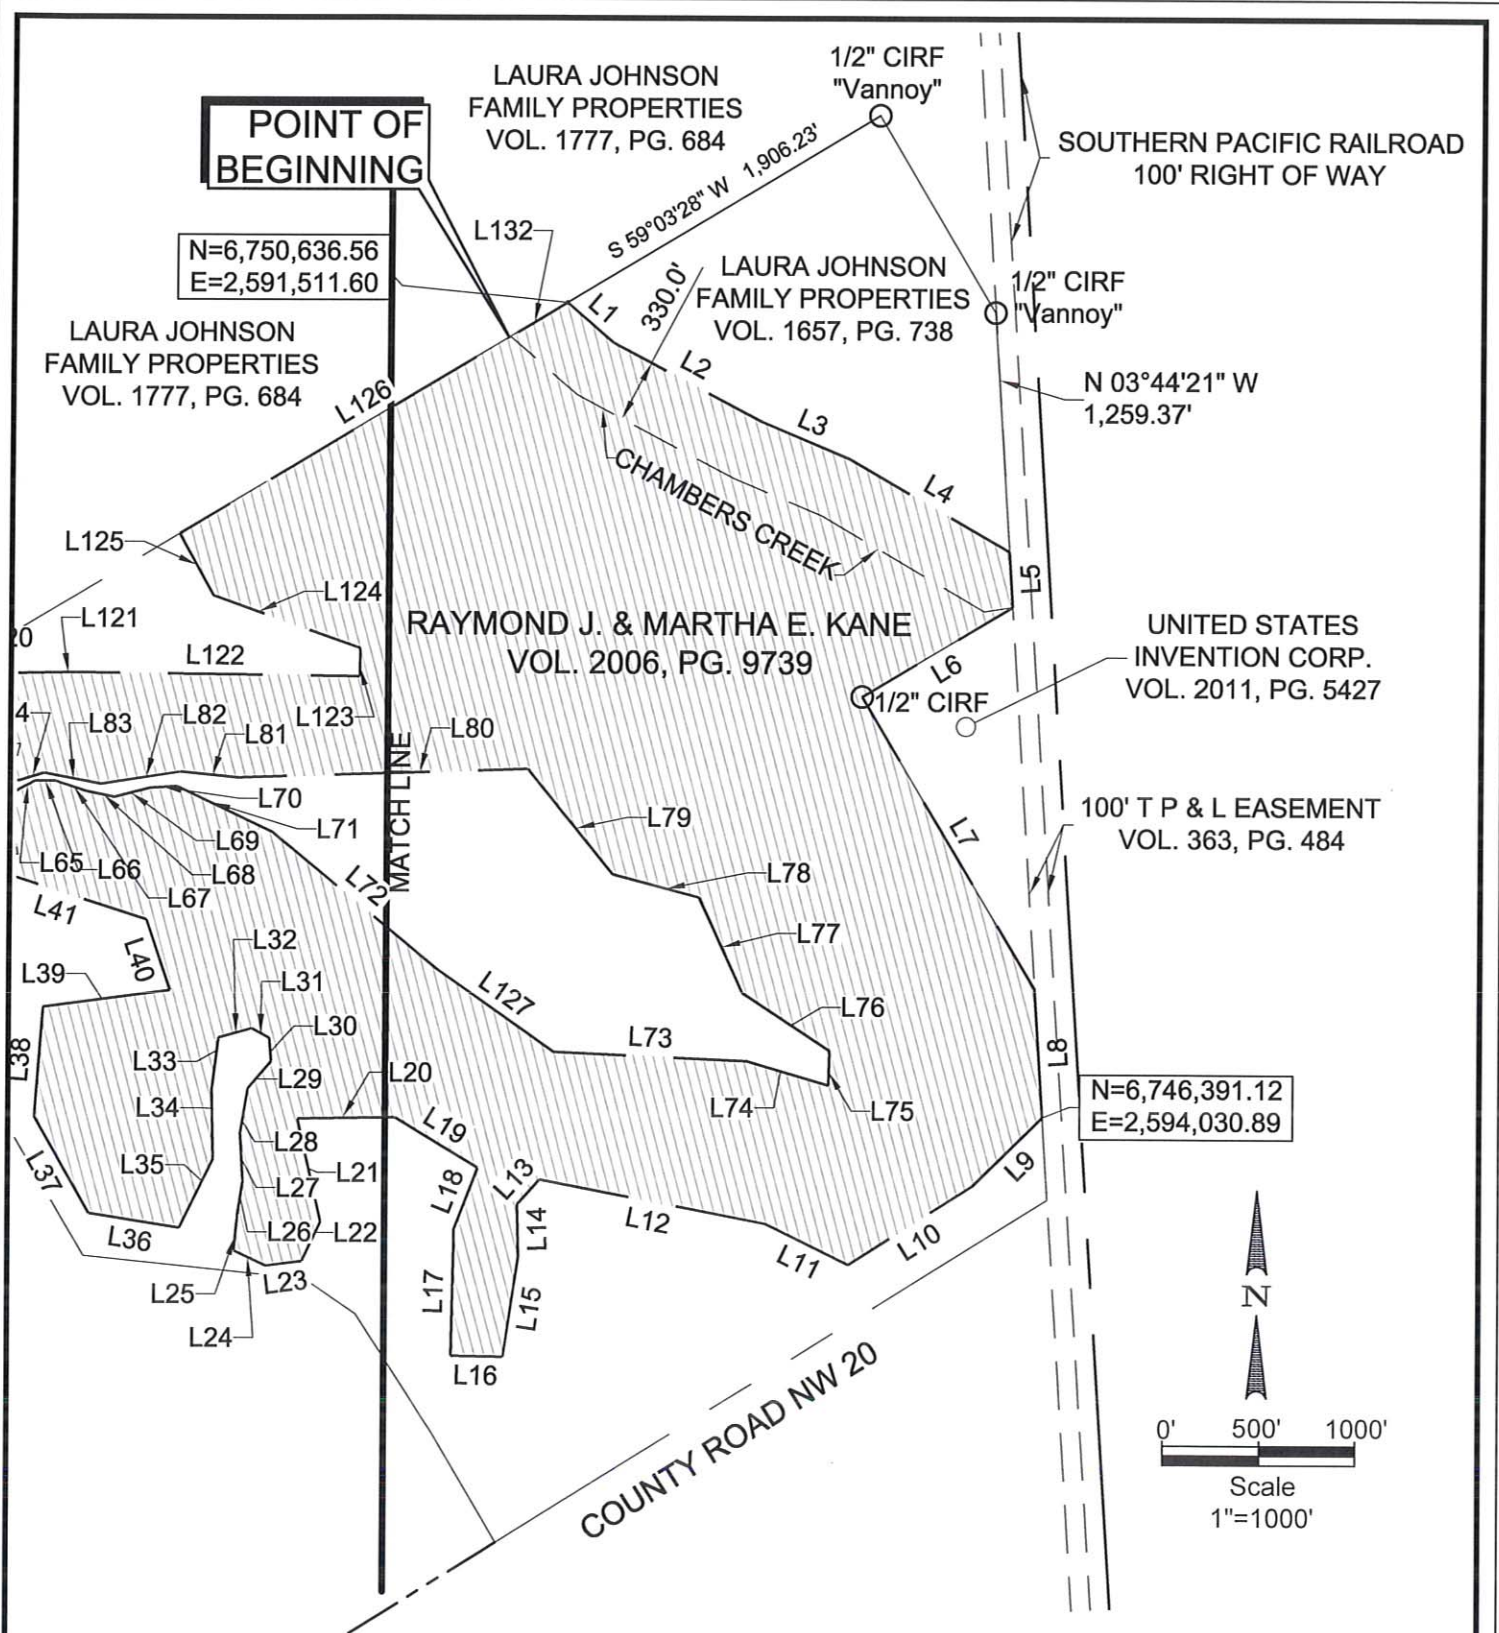 1/2" CIRF
"Vannoy"
LAURA JOHNSON
FAMILY PROPERTIES
VOL. 1777, PG. 684
POINT OF
BEGINNING
SOUTHERN PACIFIC RAILROAD
100' RIGHT OF WAY
S 59°03'28" W 1,906.23'
L132
N=6,750,636.56
E=2,591,511.60
L1
330.0'
LAURA JOHNSON
FAMILY PROPERTIES
VOL. 1657, PG. 738
1/2" CIRF
"Vannoy"
LAURA JOHNSON
FAMILY PROPERTIES
VOL. 1777, PG. 684
L2
L126
N 03°44'21" W
1,259.37'
L3
CHAMBERS CREEK
L4
L125
L124
L5
L121
20
RAYMOND J. & MARTHA E. KANE
VOL. 2006, PG. 9739
L122
UNITED STATES
INVENTION CORP.
VOL. 2011, PG. 5427
L6
1/2" CIRF
4
L83
L82
L81
L123
L80
MATCH LINE
L70
L71
L79
L7
100' T P & L EASEMENT
VOL. 363, PG. 484
L69
L65
L66
L68
L67
L72
L78
L41
L77
L32
L40
L39
L31
L127
L76
L30
L38
L33
L29
L73
L8
L20
L34
L74
L75
N=6,746,391.12
E=2,594,030.89
L28
L19
L35
L21
L37
L27
L18
L13
L9
L36
L26
L22
L14
L12
L10
L11
L25
L23
L24
L17
L15
L16
N
COUNTY ROAD NW 20
0' 500' 1000'
Scale
1"=1000'